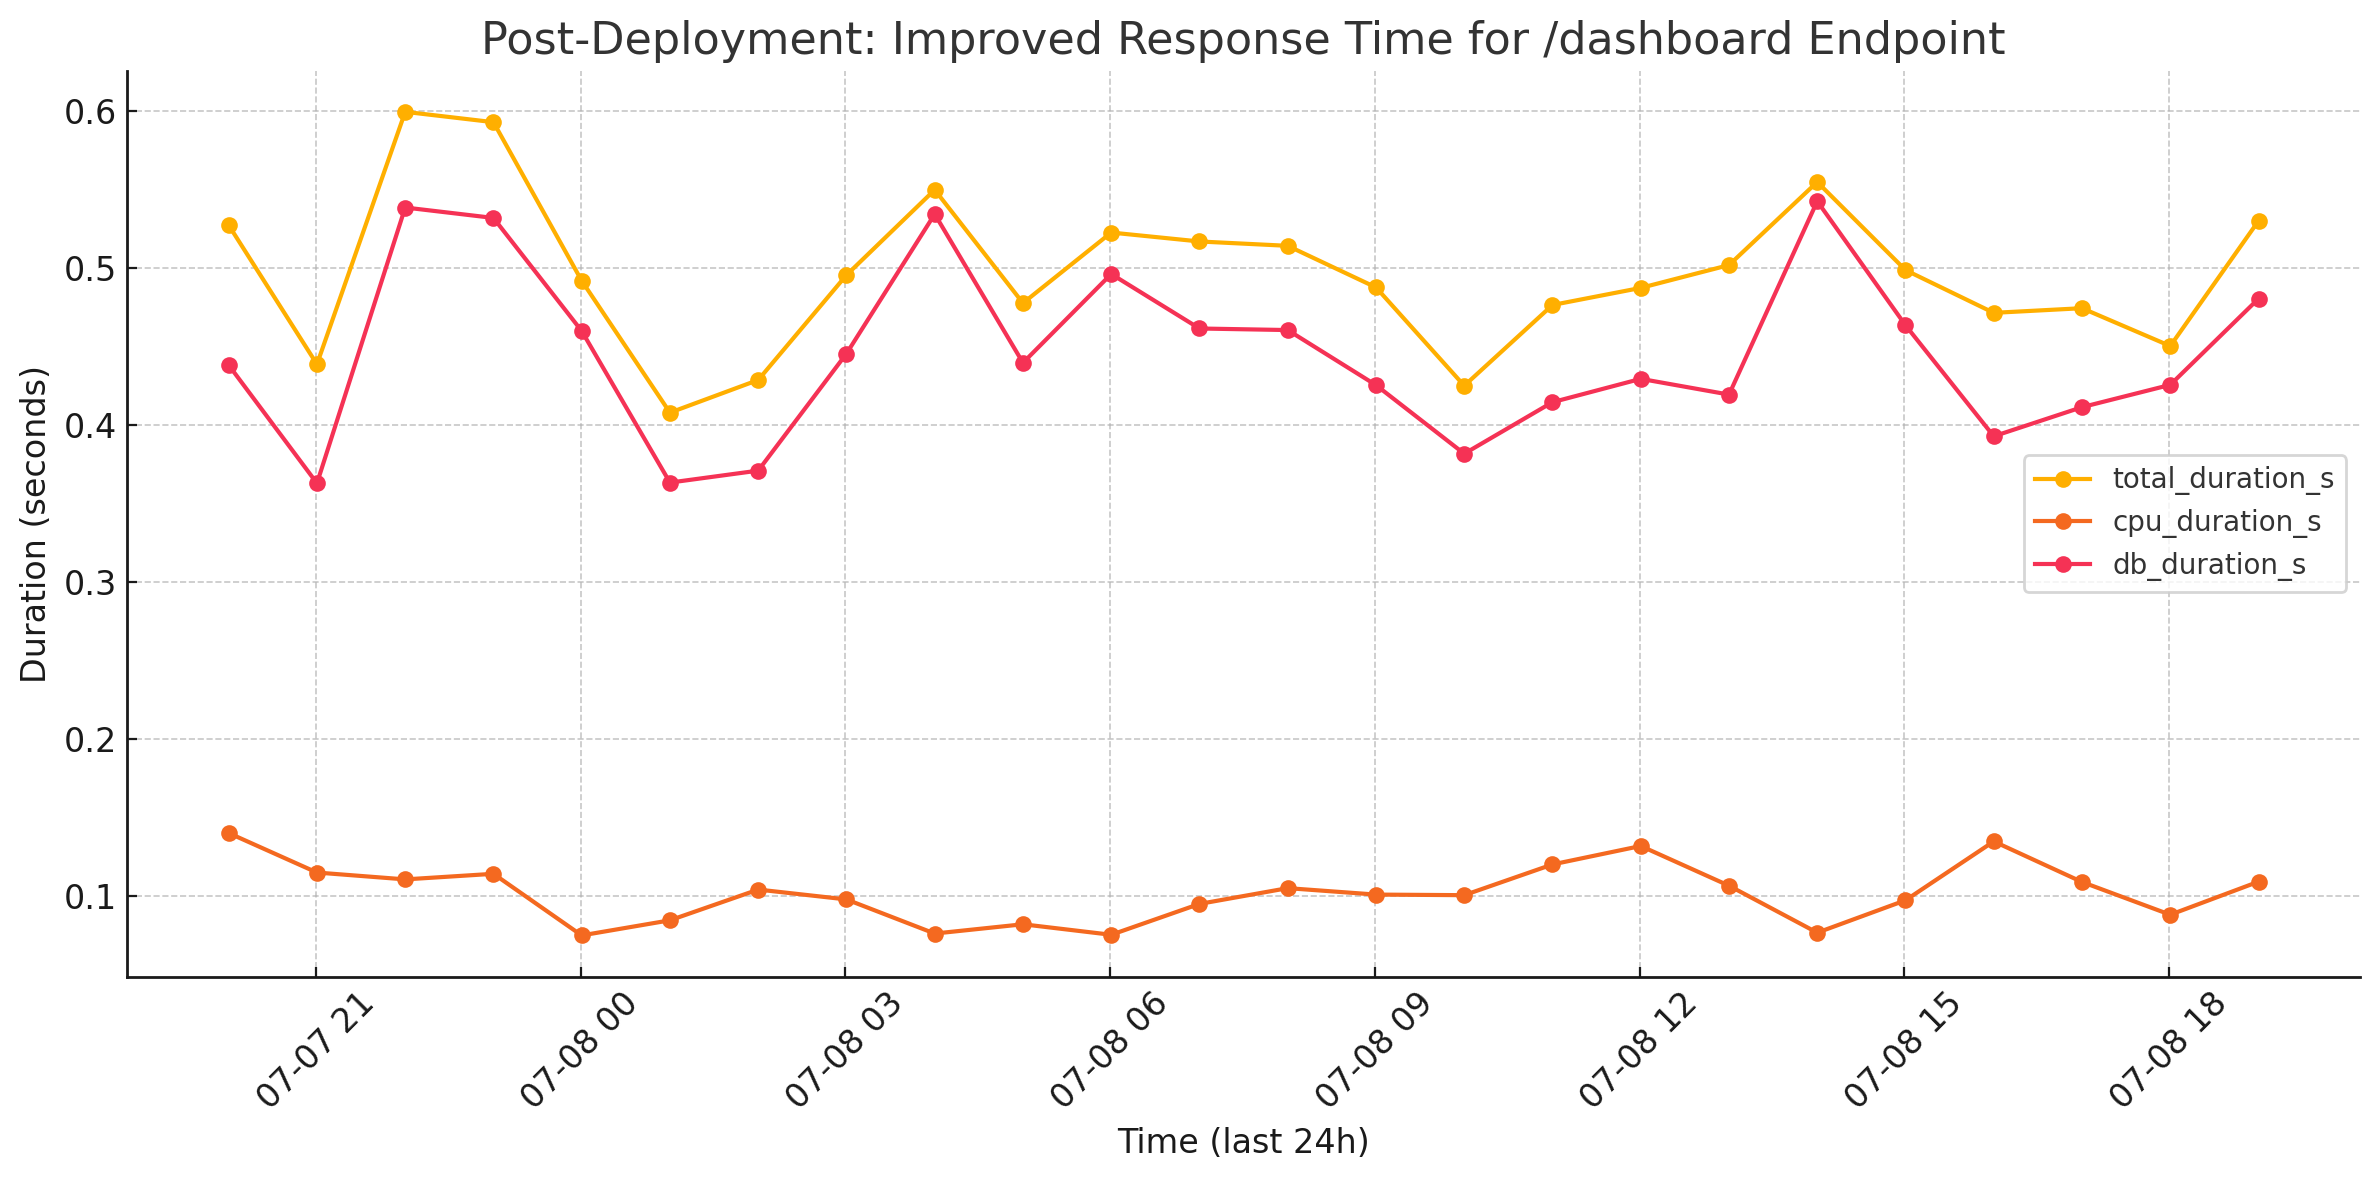 Post-Deployment: Improved Response Time for /dashboard Endpoint
Duration (seconds)
0.6
0.5
0.4
0.3
0.2
0.1
total_duration_s
cpu_duration_s
db_duration_s
07-07 21
07-08 00
07-08 03
07-08 06
07-08 09
07-08 12
07-08 15
07-08 18
Time (last 24h)